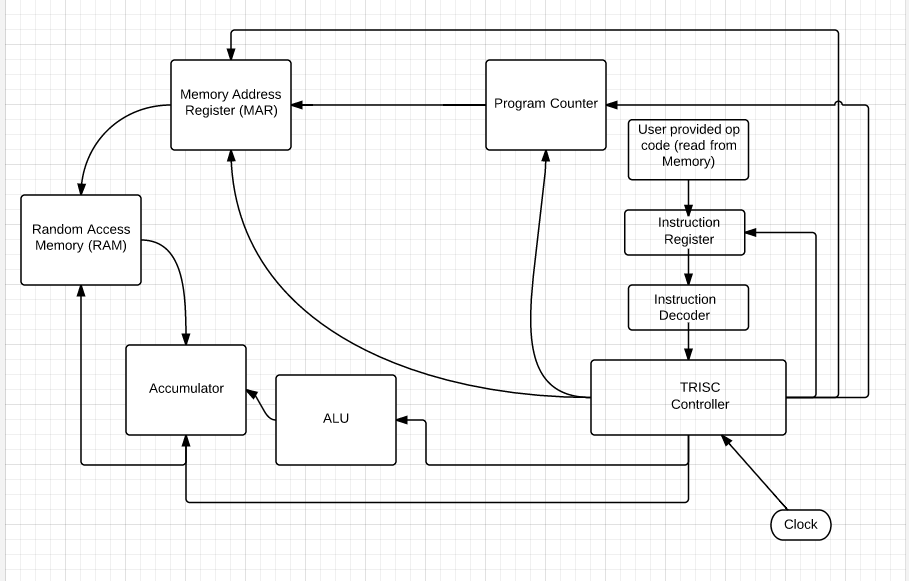 Memory Address
Register (MAR)
Program Counter
User provided op
code (read from
Memory)
Random Access
Memory (RAM)
Instruction
Register
Instruction
Decoder
Accumulator
ALU
TRISC
Controller
Clock